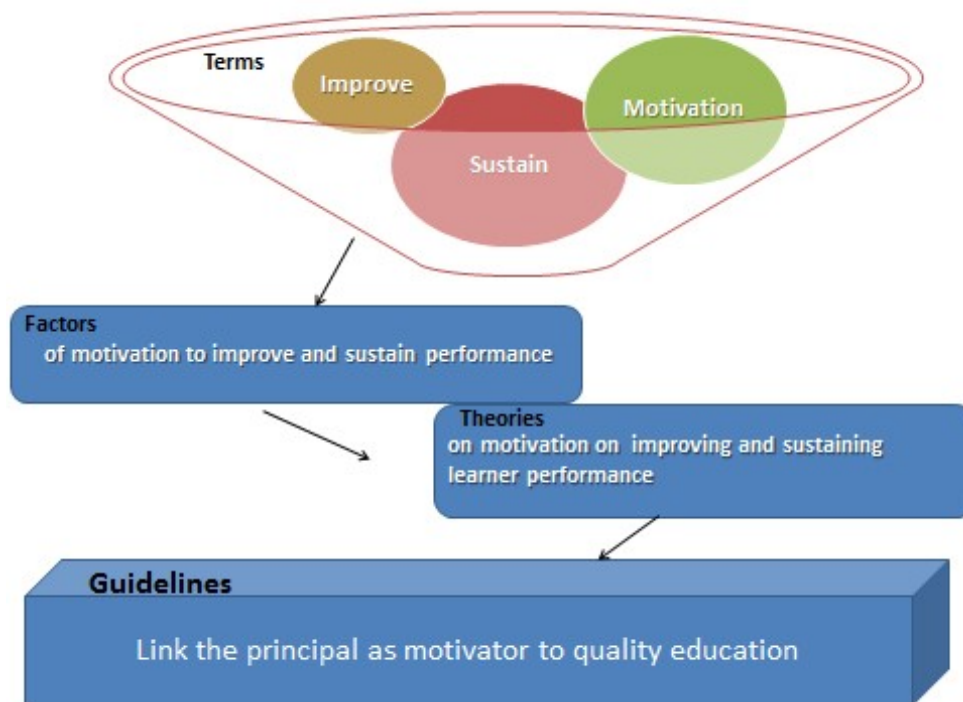 Terms
Improve
Motivation
Sustain
Factors
of motivation to improve and sustain performance
Theories
on motivation on improving and sustaining
learner performance
Guidelines
Link the principal as motivator to quality education